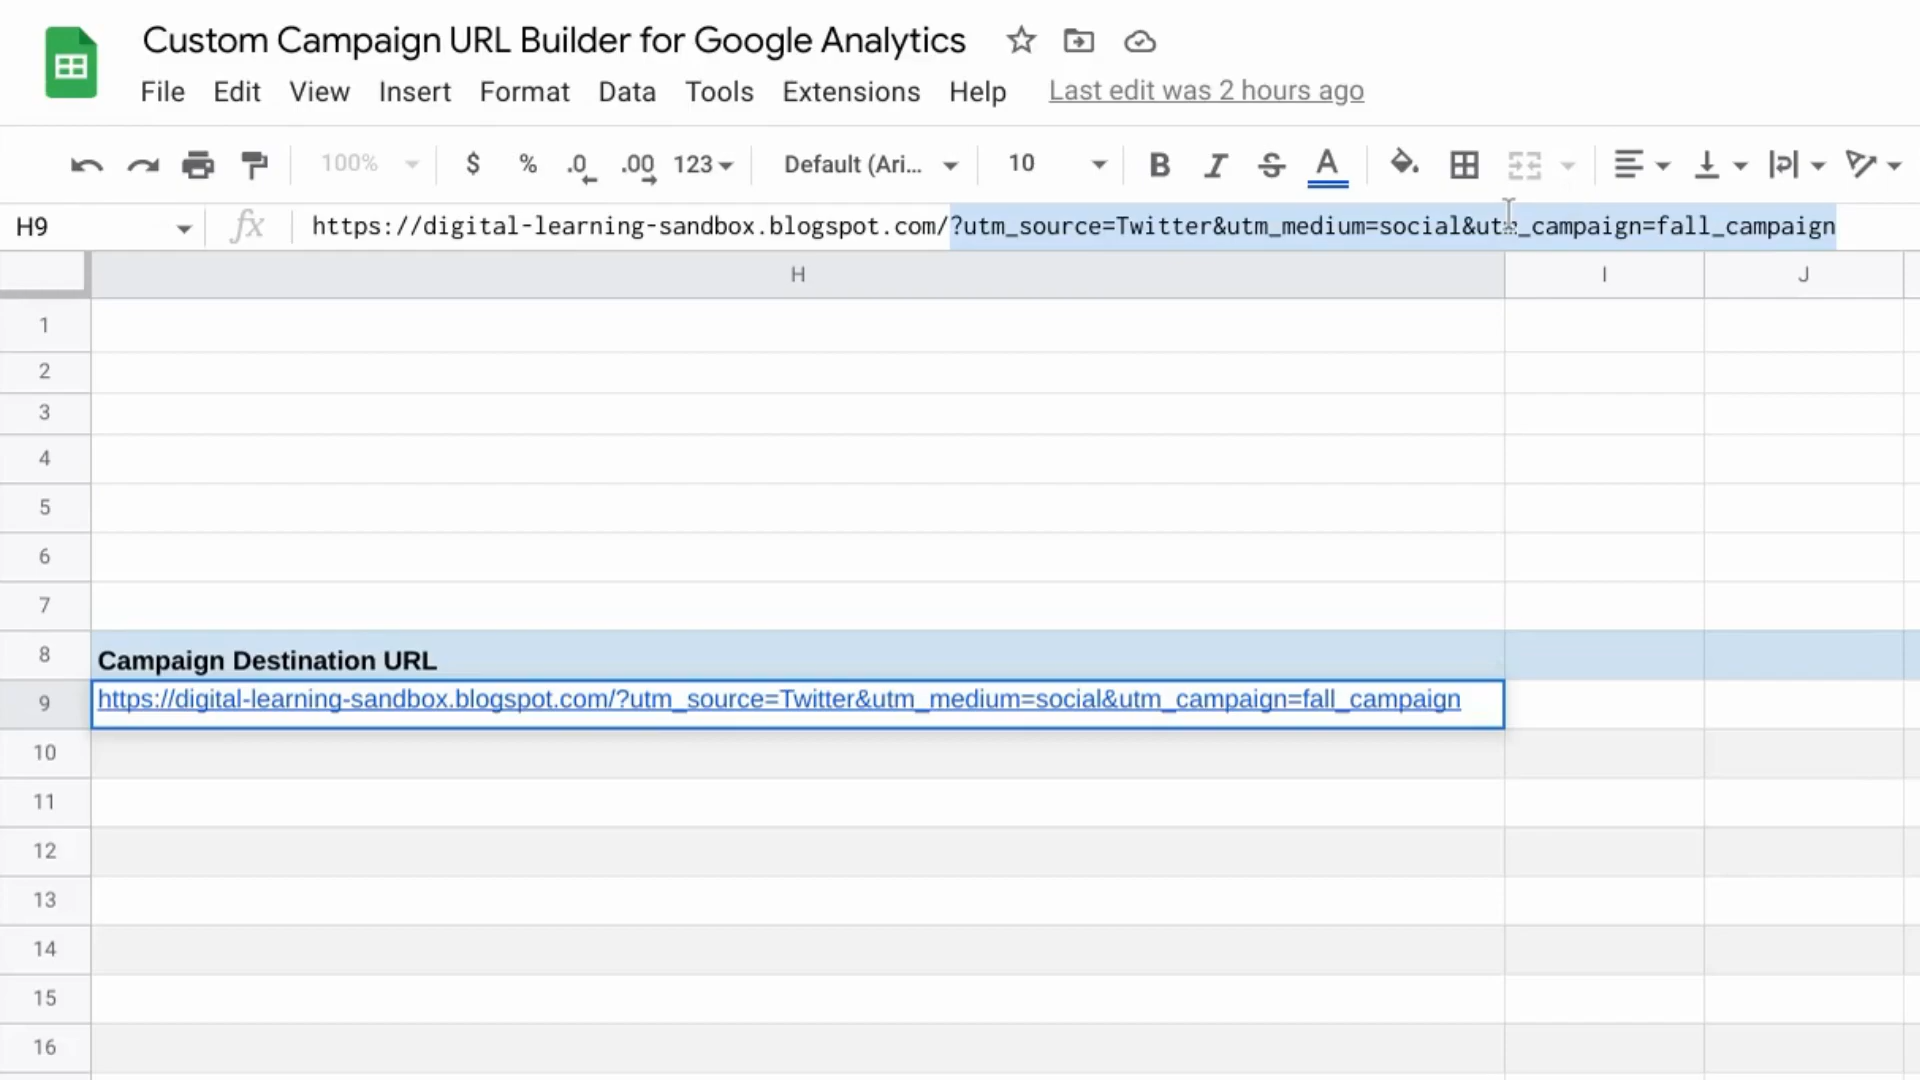 Custom Campaign URL Builder for Google Analytics
File Edit View Insert Format Data Tools Extensions Help Last edit was 2 hours ago
100% $ % .0 .00 123 Default (Ari... 10 B I S A
H9 fx https://digital-learning-sandbox.blogspot.com/?utm_source=Twitter&utm_medium=social&utm_campaign=fall_campaign
H I J
1
2
3
4
5
6
7
8 Campaign Destination URL
9 https://digital-learning-sandbox.blogspot.com/?utm_source=Twitter&utm_medium=social&utm_campaign=fall_campaign
10
11
12
13
14
15
16